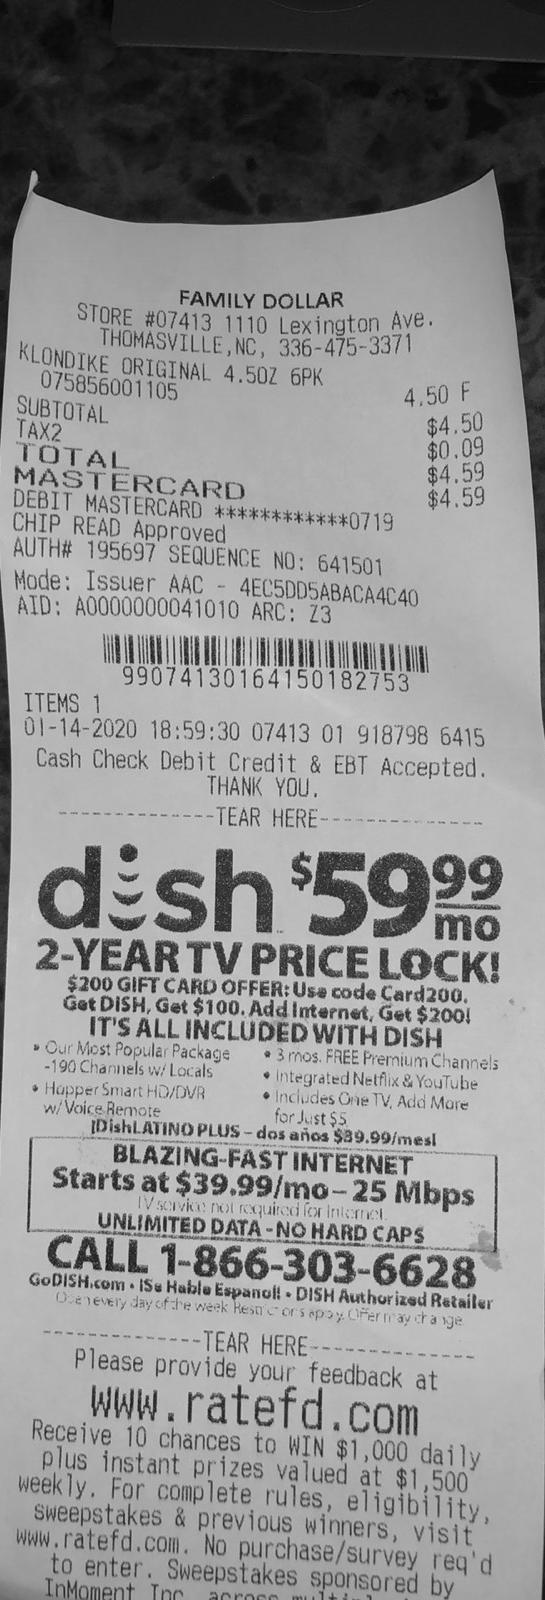 FAMILY DOLLAR
STORE #07413 1110 Lexington Ave.
THOMASVILLE,NC, 336-475-3371
KLONDIKE ORIGINAL 4.5OZ 6PK
075856001105 4.50 F
SUBTOTAL $4.50
TAX2 $0.09
TOTAL $4.59
MASTERCARD $4.59
DEBIT MASTERCARD ************0719
CHIP READ Approved
AUTH# 195697 SEQUENCE NO: 641501
Mode: Issuer AAC - 4EC5DD5ABACA4C40
AID: A0000000041010 ARC: Z3
99074130164150182753
ITEMS 1
01-14-2020 18:59:30 07413 01 918798 6415
Cash Check Debit Credit & EBT Accepted.
THANK YOU.
--------------TEAR HERE---------------
dish $59 99 mo
2-YEAR TV PRICE LOCK!
$200 GIFT CARD OFFER: Use code Card200.
Get DISH, Get $100. Add Internet, Get $200!
IT'S ALL INCLUDED WITH DISH
• Our Most Popular Package
-190 Channels w/ Locals
• Hopper Smart HD/DVR
w/ Voice Remote
• 3 mos. FREE Premium Channels
• Integrated Netflix & YouTube
• Includes One TV, Add More
for Just $5
¡DishLATINO PLUS – dos años $39.99/mes!
BLAZING-FAST INTERNET
Starts at $39.99/mo – 25 Mbps
TV service not required for Internet.
UNLIMITED DATA - NO HARD CAPS
CALL 1-866-303-6628
GoDISH.com • ¡Se Hable Espanol! • DISH Authorized Retailer
Open every day of the week. Restrictions apply. Offer may change.
--------------TEAR HERE---------------
Please provide your feedback at
www.ratefd.com
Receive 10 chances to WIN $1,000 daily
plus instant prizes valued at $1,500
weekly. For complete rules, eligibility,
sweepstakes & previous winners, visit
www.ratefd.com. No purchase/survey req'd
to enter. Sweepstakes sponsored by
InMoment Inc. across